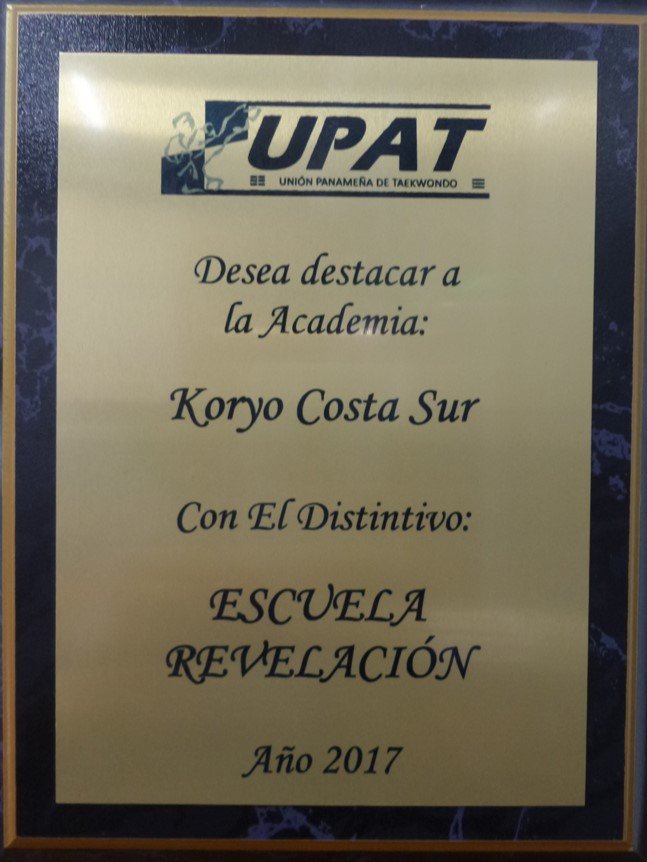 UPAT
UNIÓN PANAMEÑA DE TAEKWONDO
Desea destacar a
la Academia:
Koryo Costa Sur
Con El Distintivo:
ESCUELA
REVELACIÓN
Año 2017